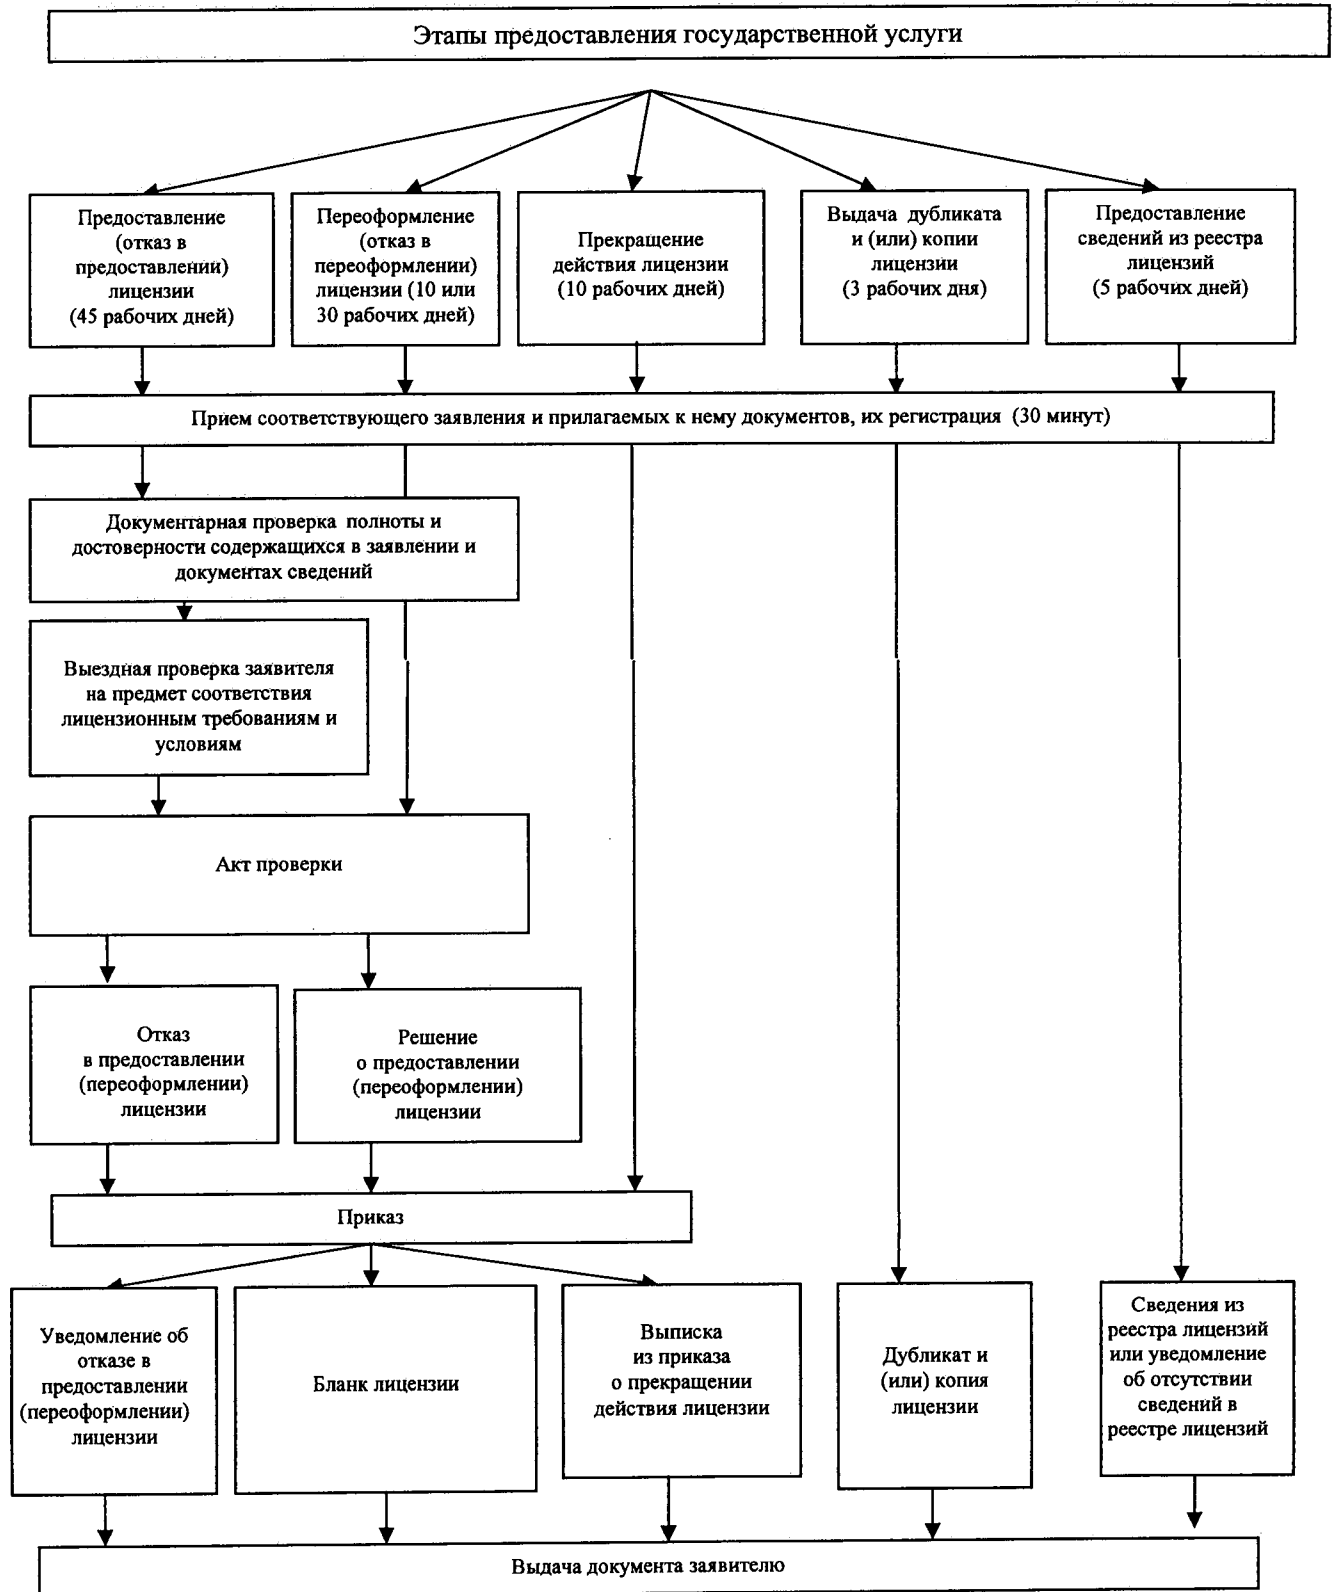 Этапы предоставления государственной услуги
Предоставление
(отказ в
предоставлении)
лицензии
(45 рабочих дней)
Переоформление
(отказ в
переоформлении)
лицензии (10 или
30 рабочих дней)
Прекращение
действия лицензии
(10 рабочих дней)
Выдача дубликата
и (или) копии
лицензии
(3 рабочих дня)
Предоставление
сведений из реестра
лицензий
(5 рабочих дней)
Прием соответствующего заявления и прилагаемых к нему документов, их регистрация (30 минут)
Документарная проверка полноты и
достоверности содержащихся в заявлении и
документах сведений
Выездная проверка заявителя
на предмет соответствия
лицензионным требованиям и
условиям
Акт проверки
Отказ
в предоставлении
(переоформлении)
лицензии
Решение
о предоставлении
(переоформлении)
лицензии
Приказ
Уведомление об
отказе в
предоставлении
(переоформлении)
лицензии
Бланк лицензии
Выписка
из приказа
о прекращении
действия лицензии
Дубликат и
(или) копия
лицензии
Сведения из
реестра лицензий
или уведомление
об отсутствии
сведений в
реестре лицензий
Выдача документа заявителю